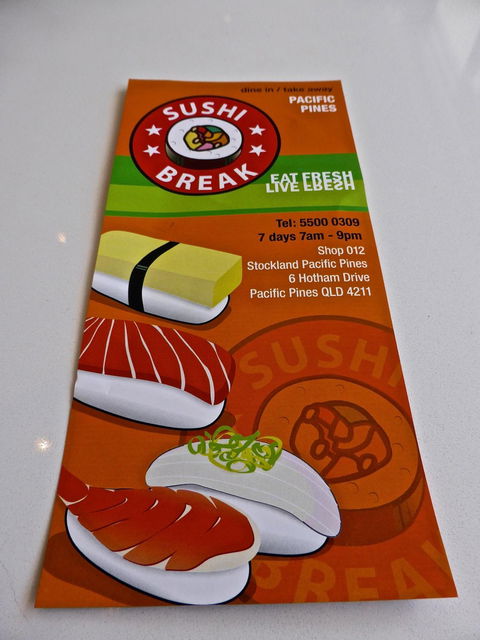 dine in / take away
PACIFIC
PINES
SUSHI
BREAK
EAT FRESH
LIVE FRESH
Tel: 5500 0309
7 days 7am - 9pm
Shop 012
Stockland Pacific Pines
6 Hotham Drive
Pacific Pines QLD 4211
SUSHI
BREAK